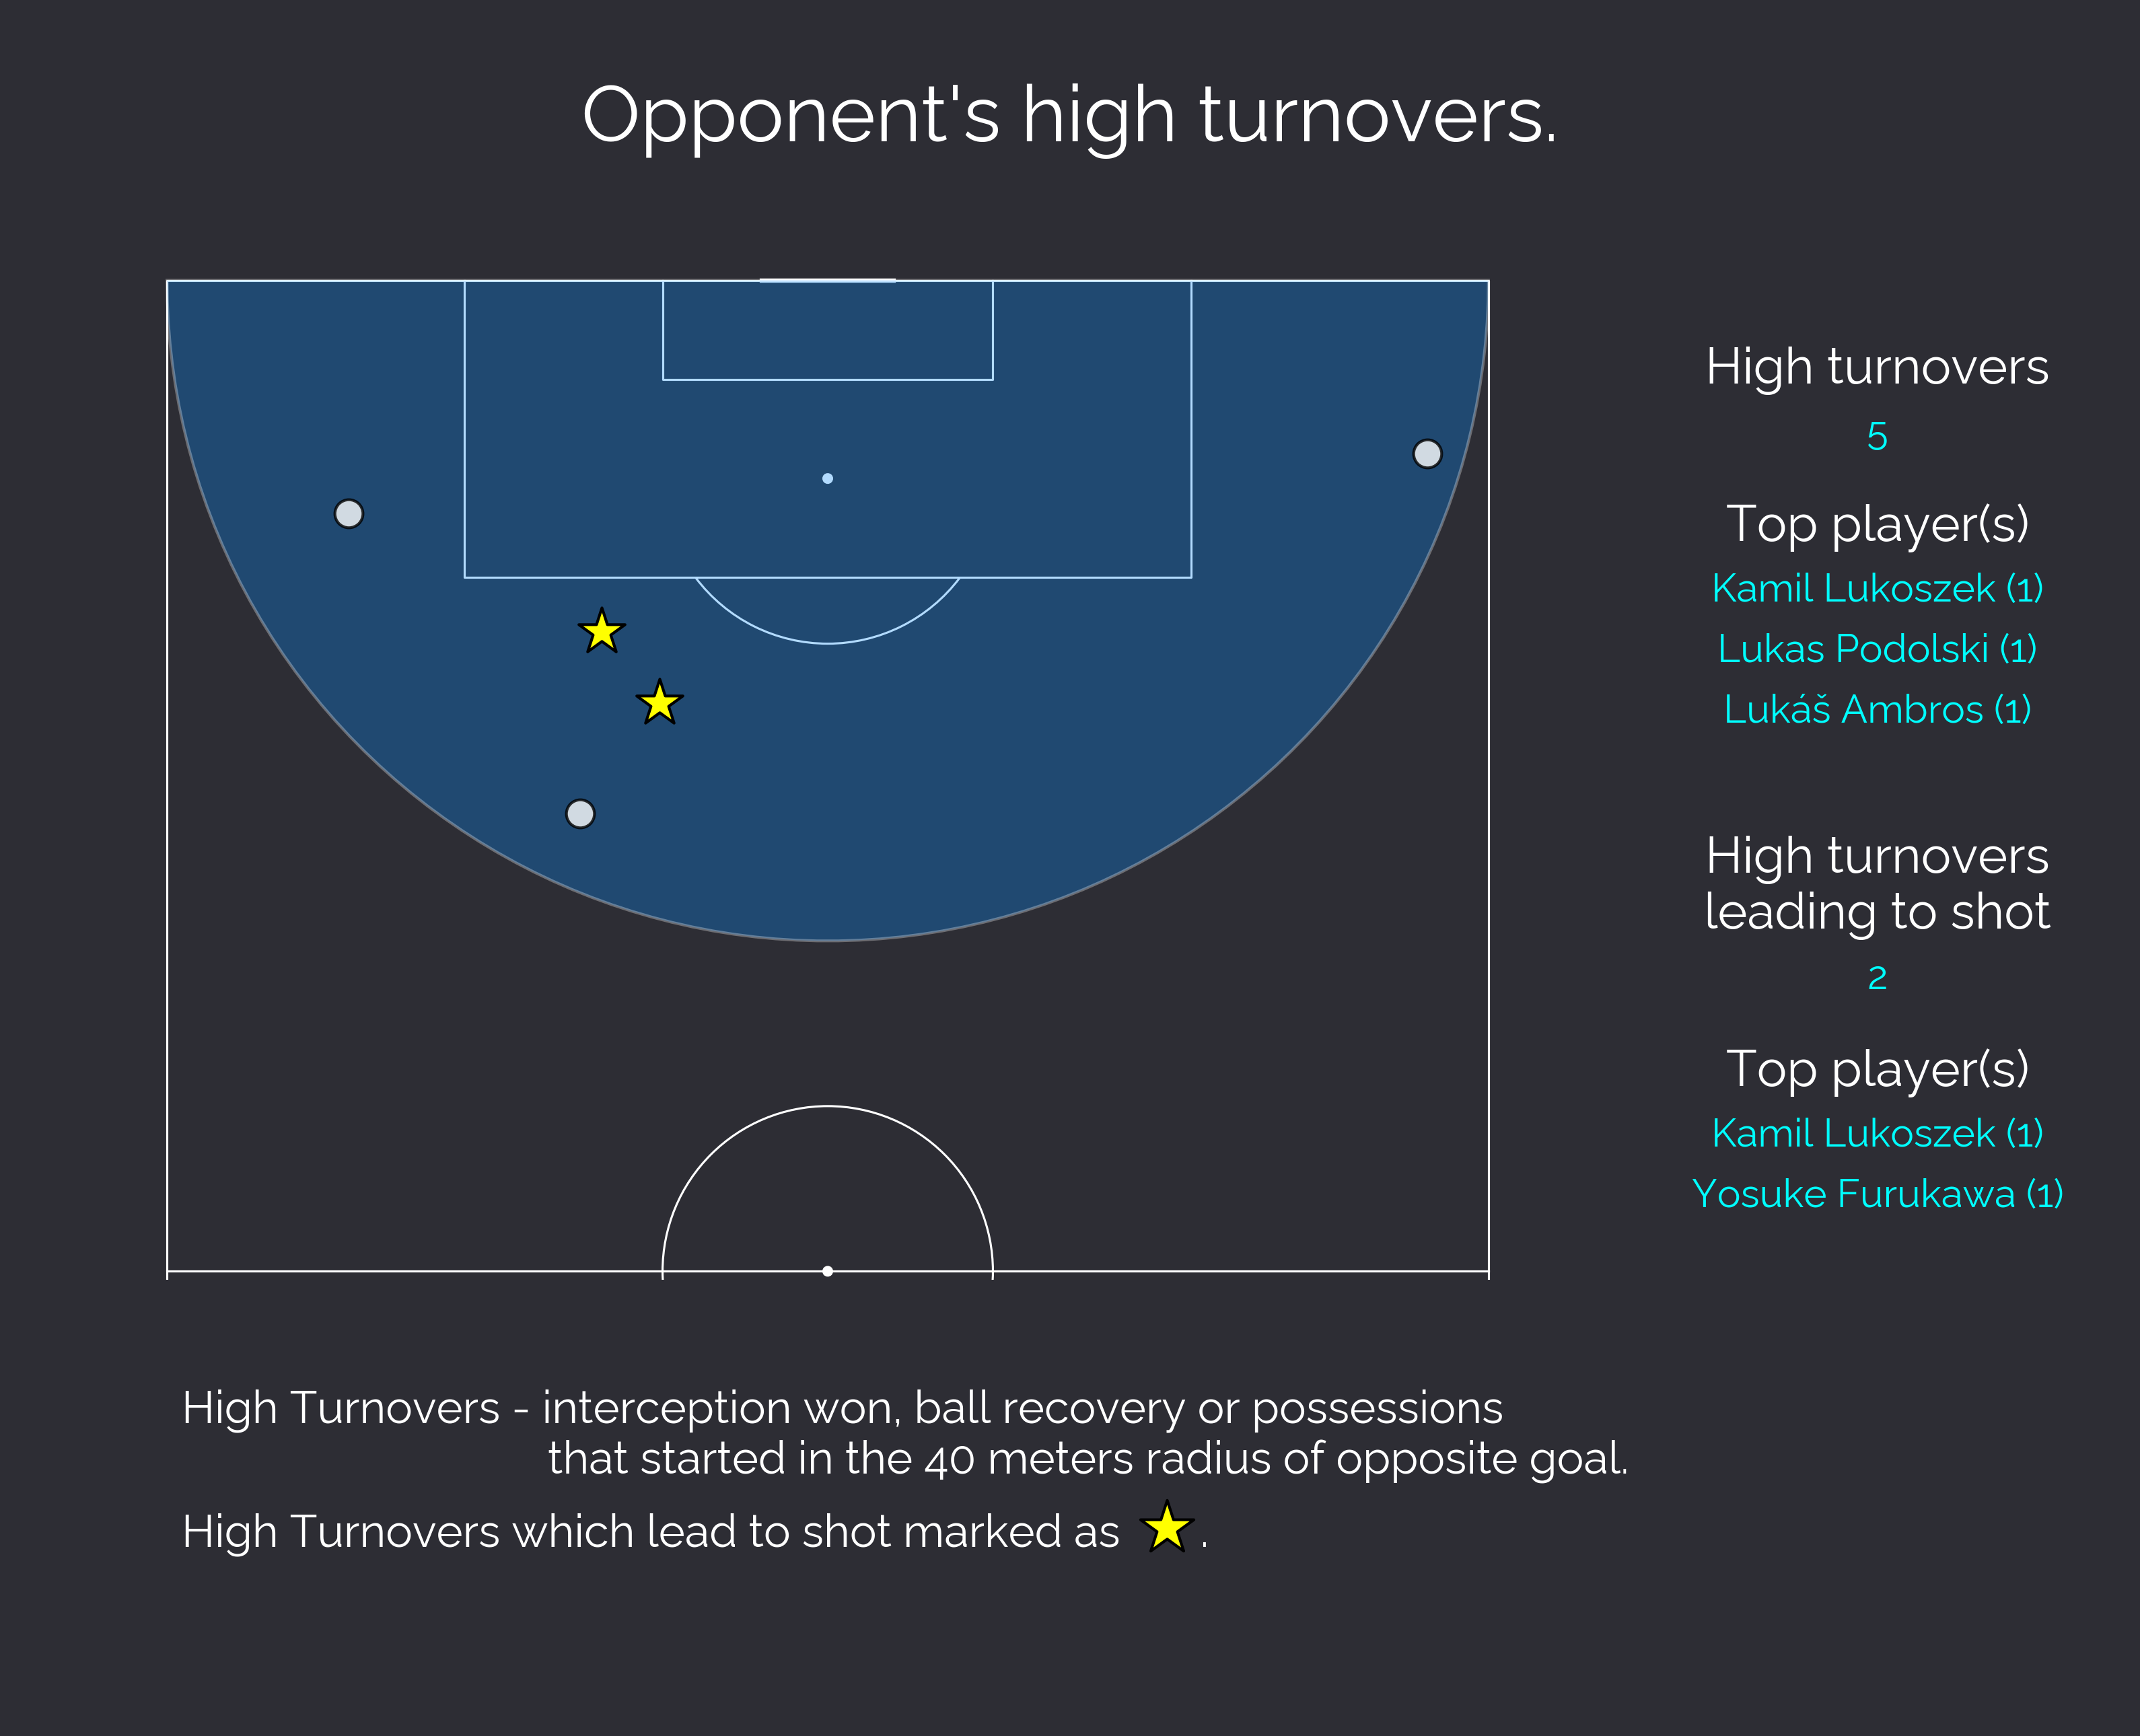 Opponent's high turnovers.
High turnovers
5
Top player(s)
Kamil Lukoszek (1)
Lukas Podolski (1)
Lukáš Ambros (1)
High turnovers
leading to shot
2
Top player(s)
Kamil Lukoszek (1)
Yosuke Furukawa (1)
High Turnovers - interception won, ball recovery or possessions
that started in the 40 meters radius of opposite goal.
High Turnovers which lead to shot marked as .